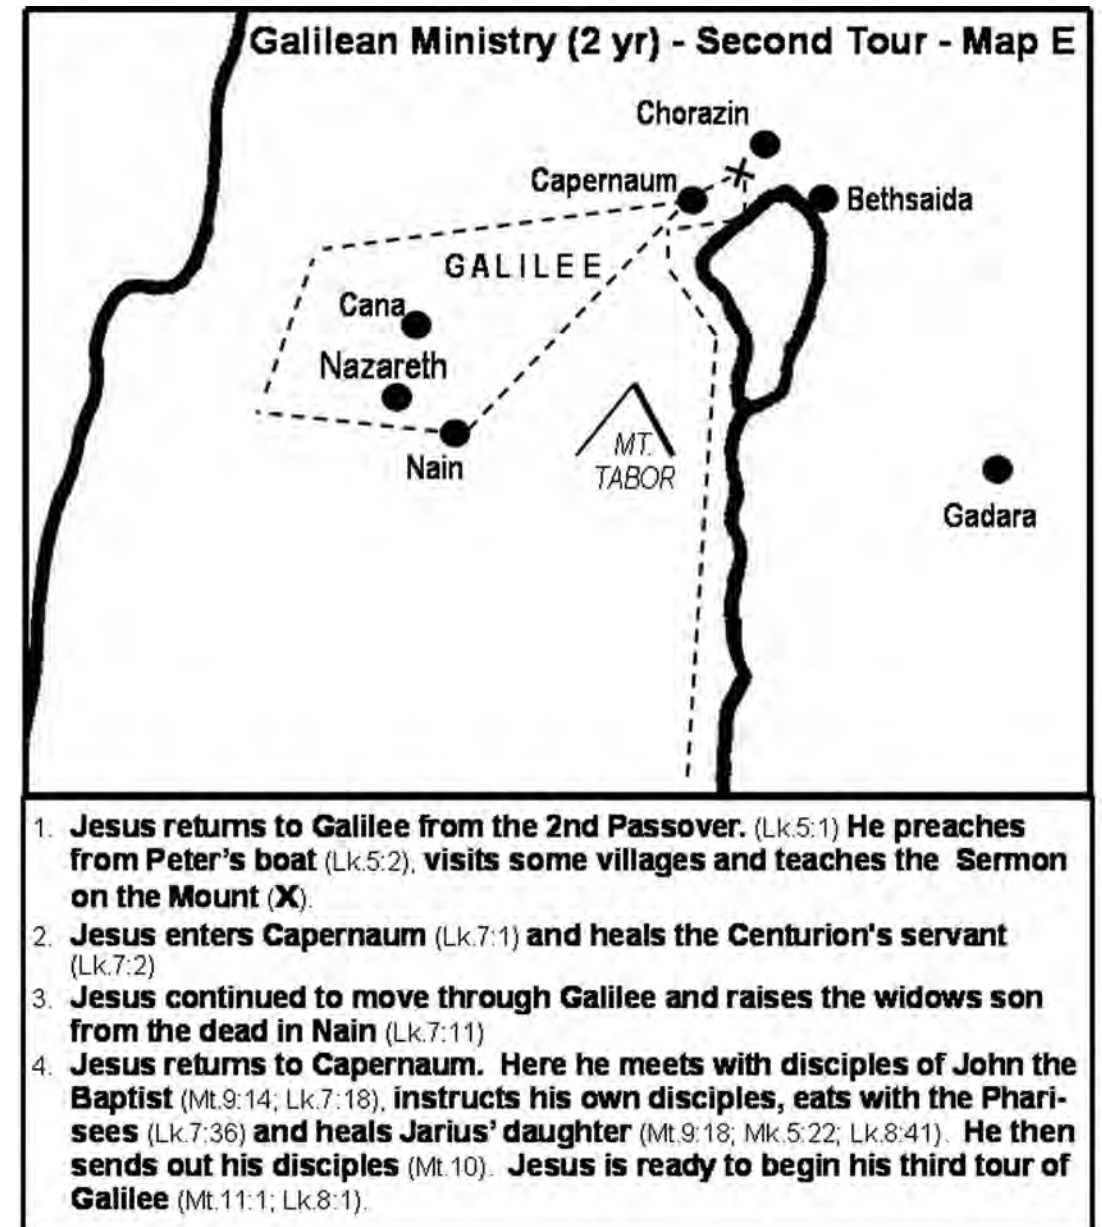 Galilean Ministry (2 yr) - Second Tour - Map E
Chorazin
Capernaum
Bethsaida
GALILEE
Cana
Nazareth
MT.
TABOR
Nain
Gadara
1. Jesus returns to Galilee from the 2nd Passover. (Lk.5:1) He preaches
from Peter's boat (Lk.5:2), visits some villages and teaches the Sermon
on the Mount (X).
2. Jesus enters Capernaum (Lk.7:1) and heals the Centurion's servant
(Lk.7:2)
3. Jesus continued to move through Galilee and raises the widows son
from the dead in Nain (Lk.7:11)
4. Jesus returns to Capernaum. Here he meets with disciples of John the
Baptist (Mt.9:14; Lk.7:18), instructs his own disciples, eats with the Phari-
sees (Lk.7:36) and heals Jarius' daughter (Mt.9:18; Mk.5:22; Lk.8:41). He then
sends out his disciples (Mt.10). Jesus is ready to begin his third tour of
Galilee (Mt.11:1; Lk.8:1).